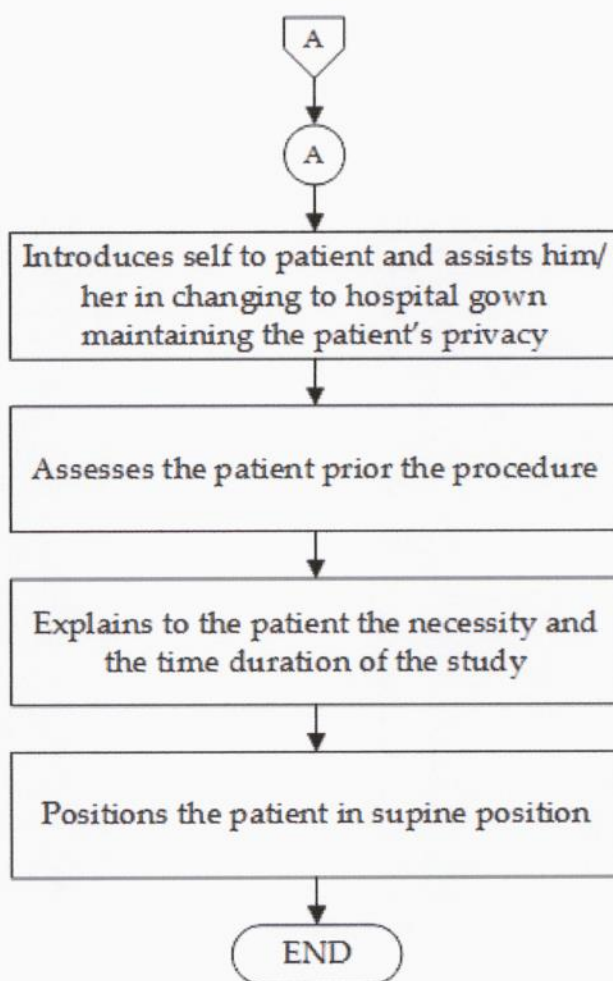 A
A
Introduces self to patient and assists him/
her in changing to hospital gown
maintaining the patient's privacy
Assesses the patient prior the procedure
Explains to the patient the necessity and
the time duration of the study
Positions the patient in supine position
END